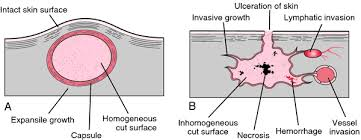 Intact skin surface
A
Expansile growth
Capsule
Homogeneous
cut surface
Ulceration of skin
Invasive growth
Lymphatic invasion
B
Inhomogeneous
cut surface
Necrosis
Hemorrhage
Vessel
invasion